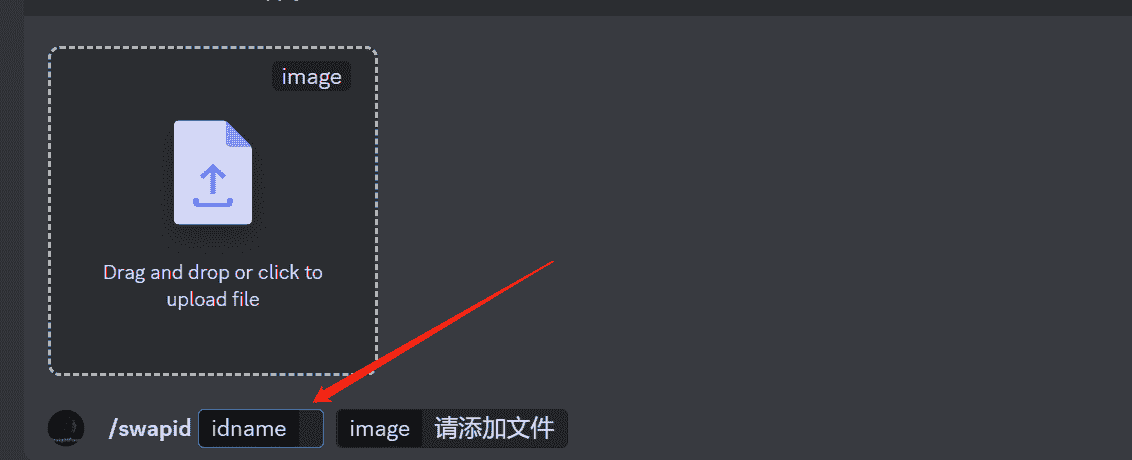 image
Drag and drop or click to
upload file
/swapid idname image 请添加文件